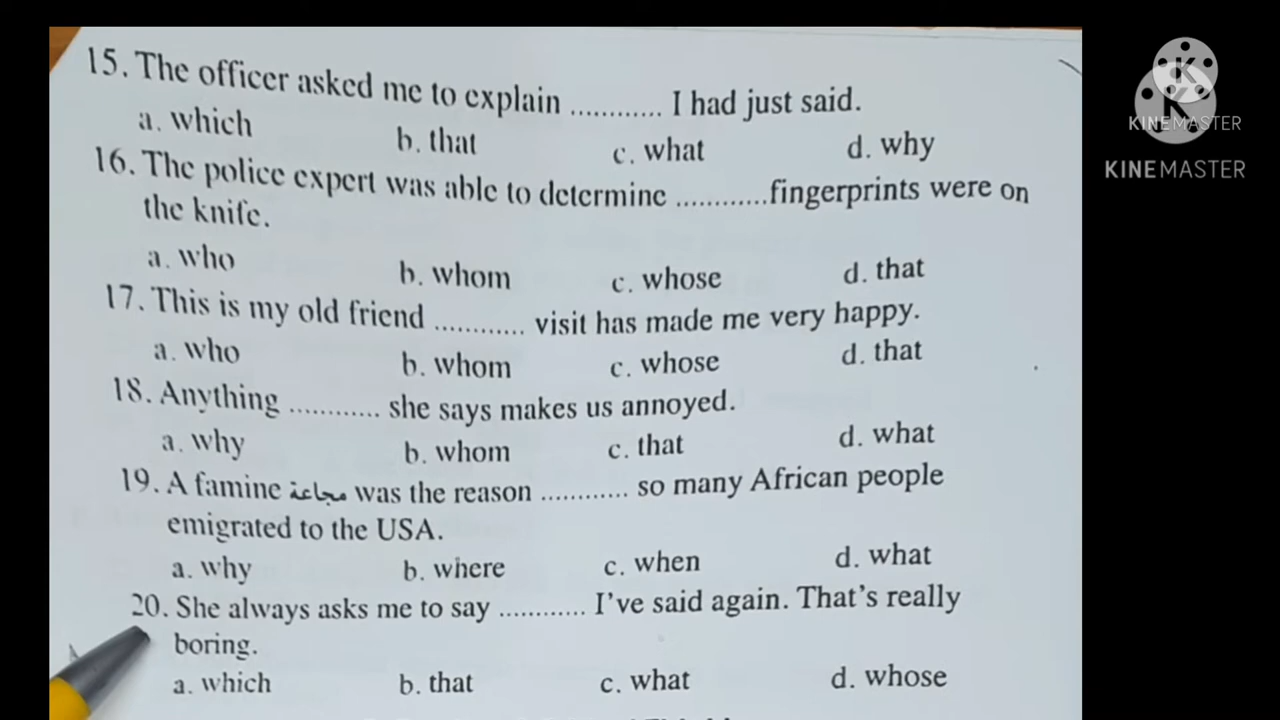 15. The officer asked me to explain ............ I had just said.
a. which b. that c. what d. why
16. The police expert was able to determine ............fingerprints were on
the knife.
a. who b. whom c. whose d. that
17. This is my old friend ............ visit has made me very happy.
a. who b. whom c. whose d. that
18. Anything ............ she says makes us annoyed.
a. why b. whom c. that d. what
19. A famine مجاعة was the reason ............ so many African people
emigrated to the USA.
a. why b. where c. when d. what
20. She always asks me to say ............ I've said again. That's really
boring.
a. which b. that c. what d. whose
KINEMASTER
KINEMASTER